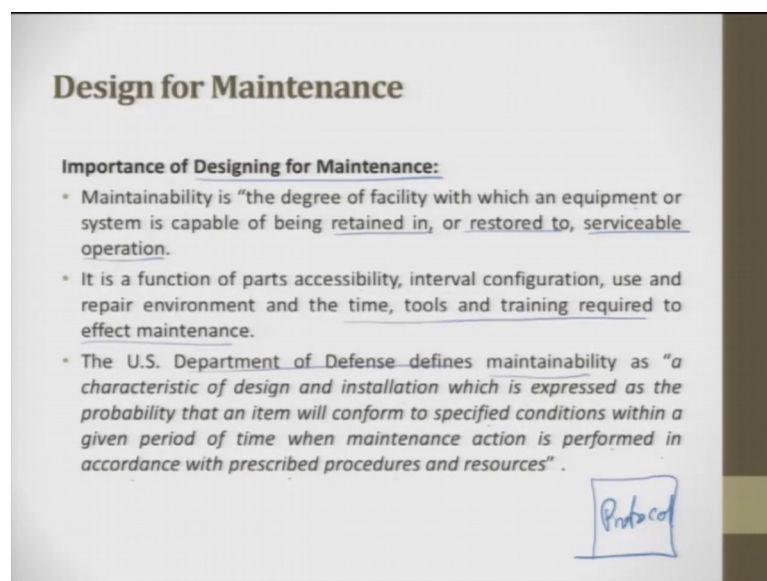 Design for Maintenance
Importance of Designing for Maintenance:
• Maintainability is “the degree of facility with which an equipment or
system is capable of being retained in, or restored to, serviceable
operation.
• It is a function of parts accessibility, interval configuration, use and
repair environment and the time, tools and training required to
effect maintenance.
• The U.S. Department of Defense defines maintainability as “a
characteristic of design and installation which is expressed as the
probability that an item will conform to specified conditions within a
given period of time when maintenance action is performed in
accordance with prescribed procedures and resources” .
Protocol